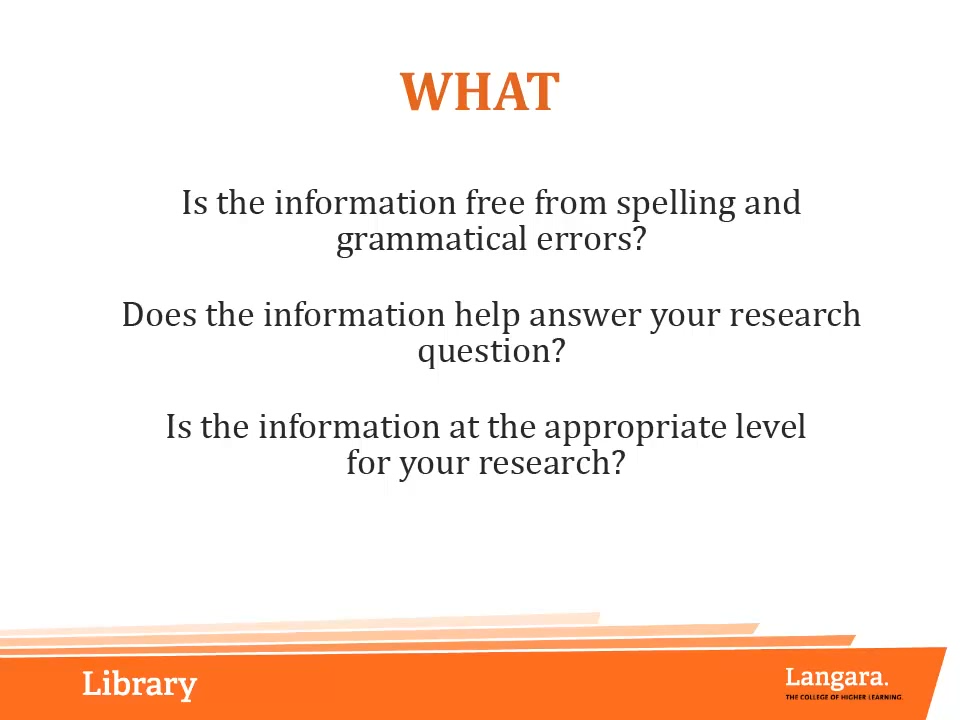 WHAT
Is the information free from spelling and
grammatical errors?
Does the information help answer your research
question?
Is the information at the appropriate level
for your research?
Library
Langara.
THE COLLEGE OF HIGHER LEARNING.